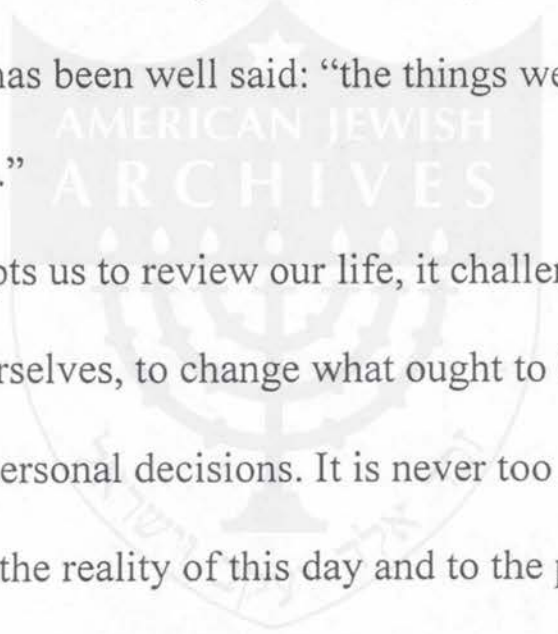 has been well said: “the things we
AMERICAN JEWISH
.”
ARCHIVES
ots us to review our life, it challen
rselves, to change what ought to
ersonal decisions. It is never too
the reality of this day and to the p